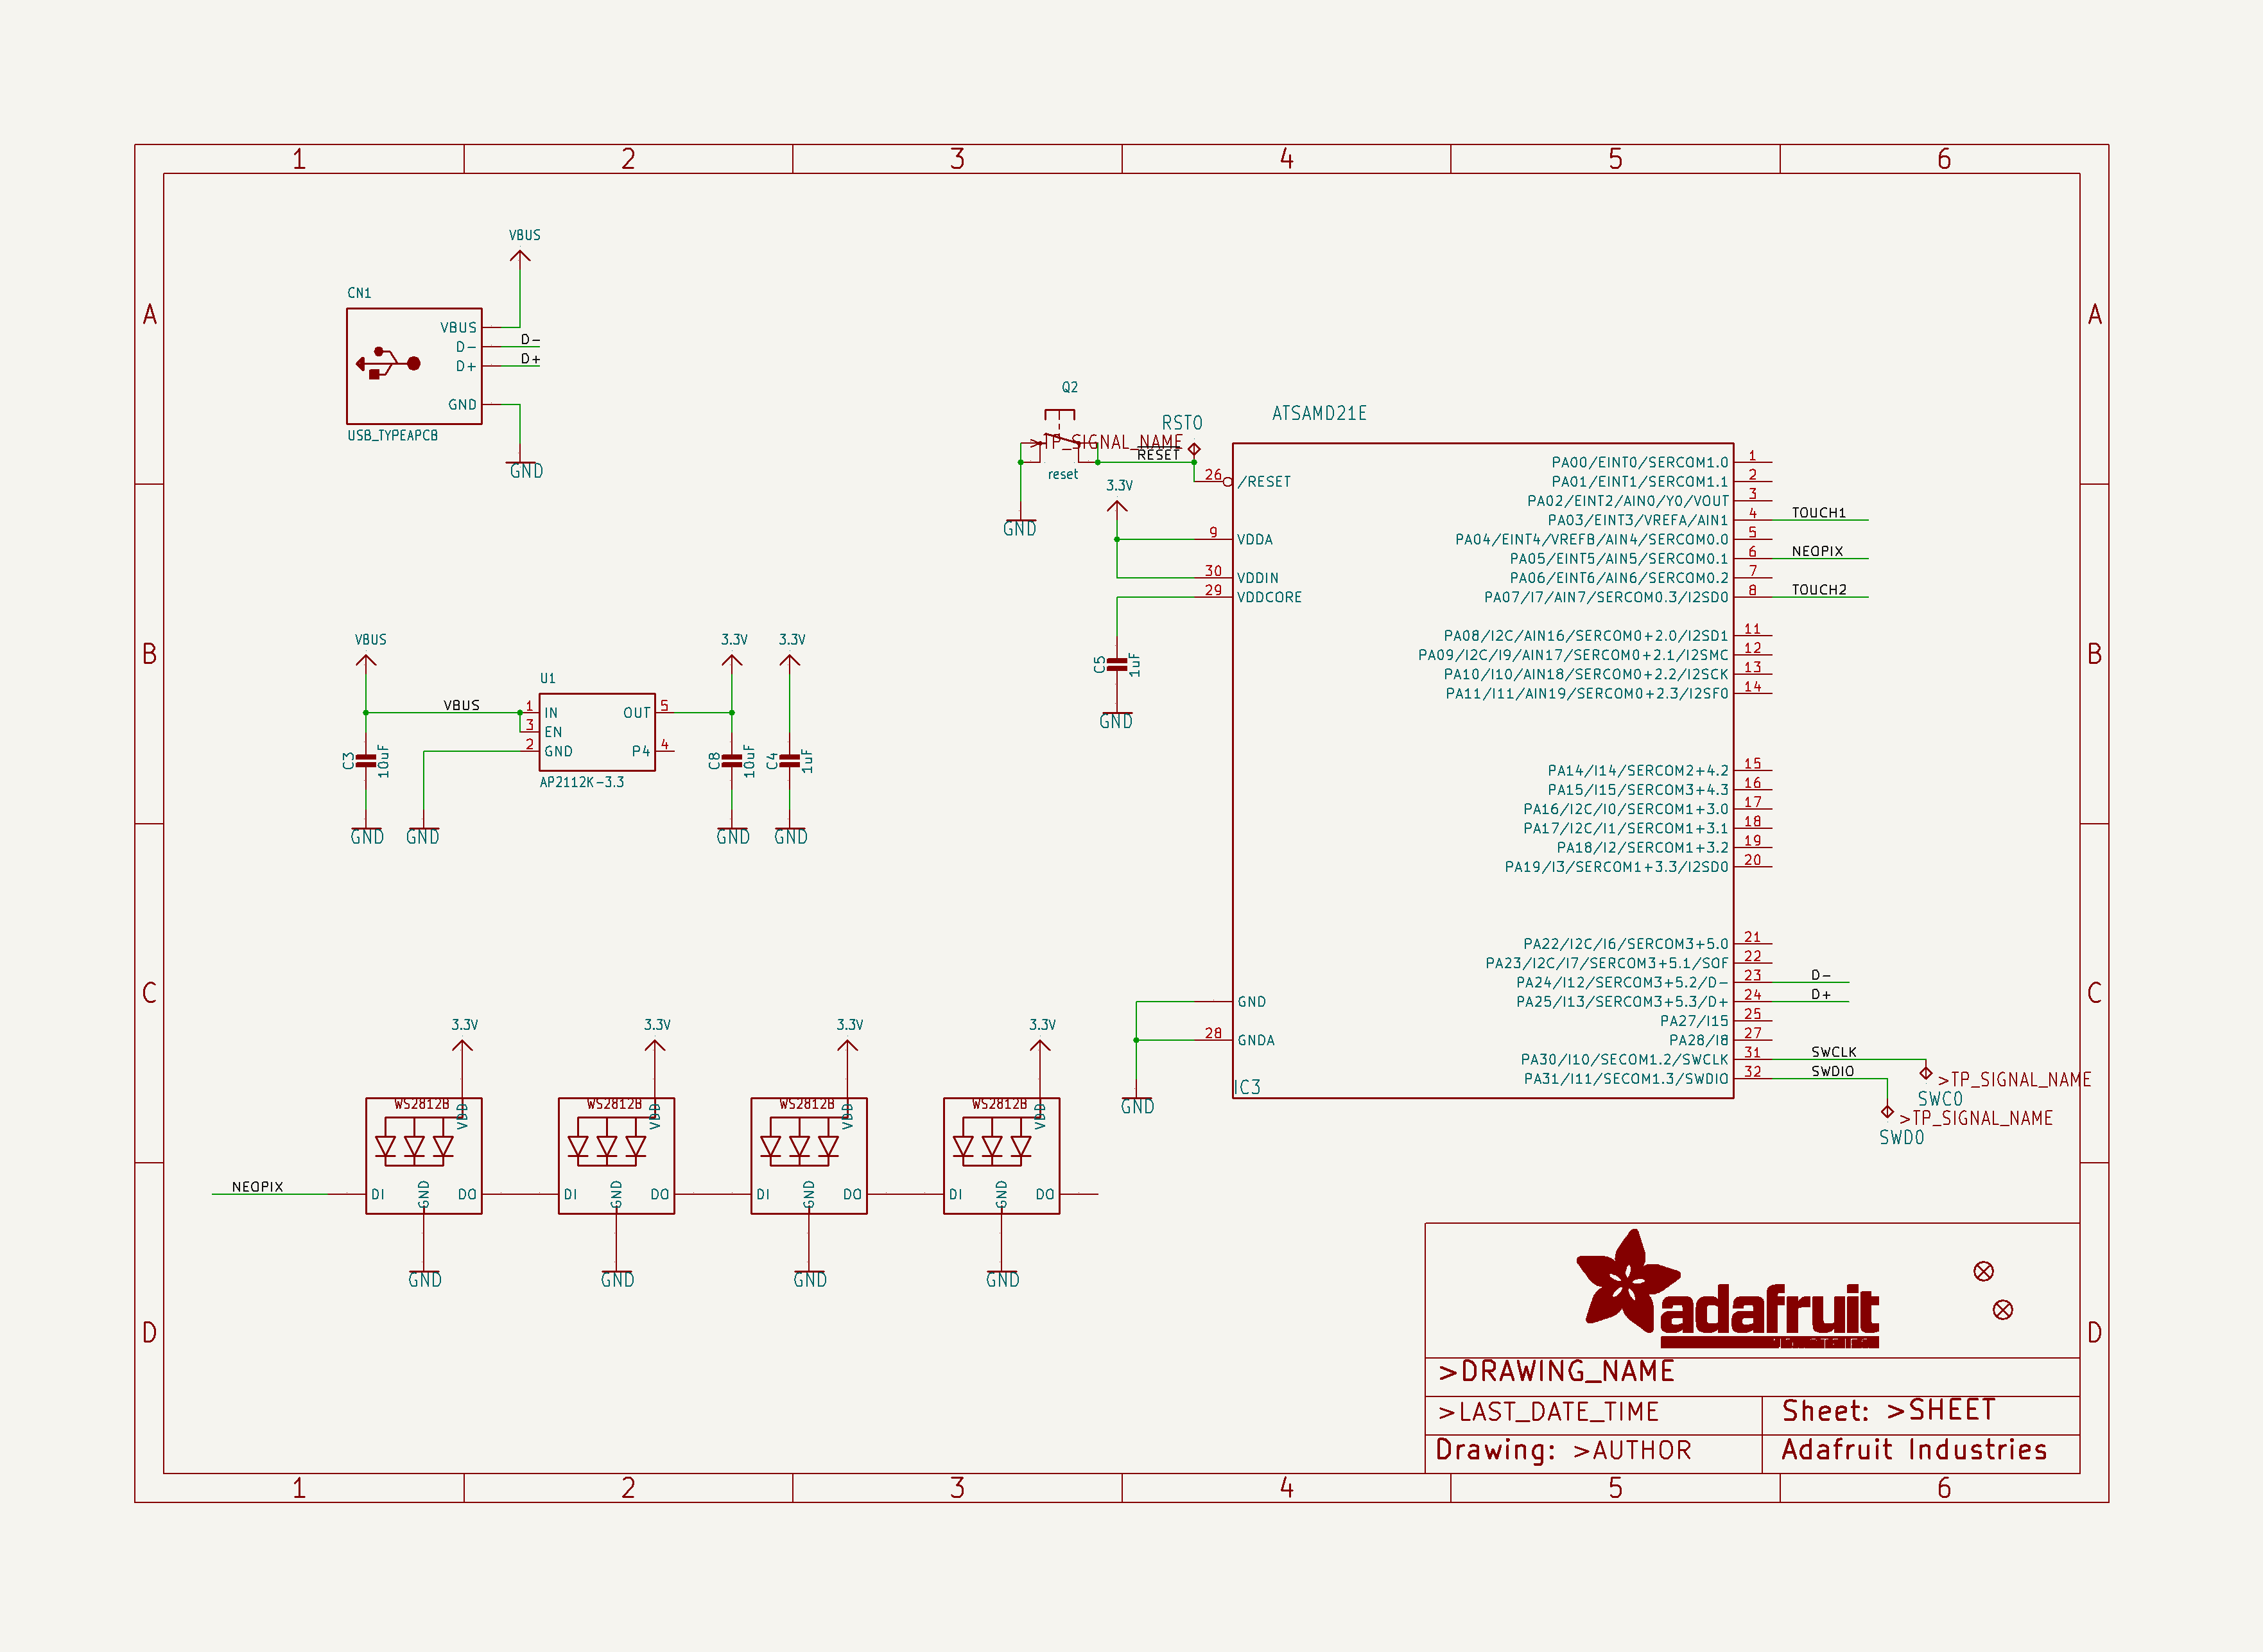 1 2 3 4 5 6
A
A
VBUS
CN1
VBUS
D-
D-
D+
D+
GND
USB_TYPEAPCB
GND
Q2
ATSAMD21E
RST0
>TP_SIGNAL_NAME
RESET
reset
GND
3.3V
26 /RESET
9 VDDA
30 VDDIN
29 VDDCORE
C5
1uF
GND
GND
28 GNDA
GND
IC3
PA00/EINT0/SERCOM1.0 1
PA01/EINT1/SERCOM1.1 2
PA02/EINT2/AIN0/Y0/VOUT 3
PA03/EINT3/VREFA/AIN1 4 TOUCH1
PA04/EINT4/VREFB/AIN4/SERCOM0.0 5
PA05/EINT5/AIN5/SERCOM0.1 6 NEOPIX
PA06/EINT6/AIN6/SERCOM0.2 7
PA07/I7/AIN7/SERCOM0.3/I2SD0 8 TOUCH2
PA08/I2C/AIN16/SERCOM0+2.0/I2SD1 11
PA09/I2C/I9/AIN17/SERCOM0+2.1/I2SMC 12
PA10/I10/AIN18/SERCOM0+2.2/I2SCK 13
PA11/I11/AIN19/SERCOM0+2.3/I2SF0 14
PA14/I14/SERCOM2+4.2 15
PA15/I15/SERCOM3+4.3 16
PA16/I2C/I0/SERCOM1+3.0 17
PA17/I2C/I1/SERCOM1+3.1 18
PA18/I2/SERCOM1+3.2 19
PA19/I3/SERCOM1+3.3/I2SD0 20
PA22/I2C/I6/SERCOM3+5.0 21
PA23/I2C/I7/SERCOM3+5.1/SOF 22
PA24/I12/SERCOM3+5.2/D- 23 D-
PA25/I13/SERCOM3+5.3/D+ 24 D+
PA27/I15 25
PA28/I8 27
PA30/I10/SECOM1.2/SWCLK 31 SWCLK
PA31/I11/SECOM1.3/SWDIO 32 SWDIO
>TP_SIGNAL_NAME
SWC0
>TP_SIGNAL_NAME
SWD0
B
B
VBUS
3.3V
3.3V
U1
VBUS
1 IN
3 EN
2 GND
OUT 5
P4 4
AP2112K-3.3
C3
10uF
C8
10uF
C4
1uF
GND
GND
GND
GND
C
C
3.3V
3.3V
3.3V
3.3V
WS2812B
WS2812B
WS2812B
WS2812B
VDD
VDD
VDD
VDD
NEOPIX
DI GND DO
DI GND DO
DI GND DO
DI GND DO
GND
GND
GND
GND
D
D
adafruit
>DRAWING_NAME
>LAST_DATE_TIME
Sheet: >SHEET
Drawing: >AUTHOR
Adafruit Industries
1 2 3 4 5 6